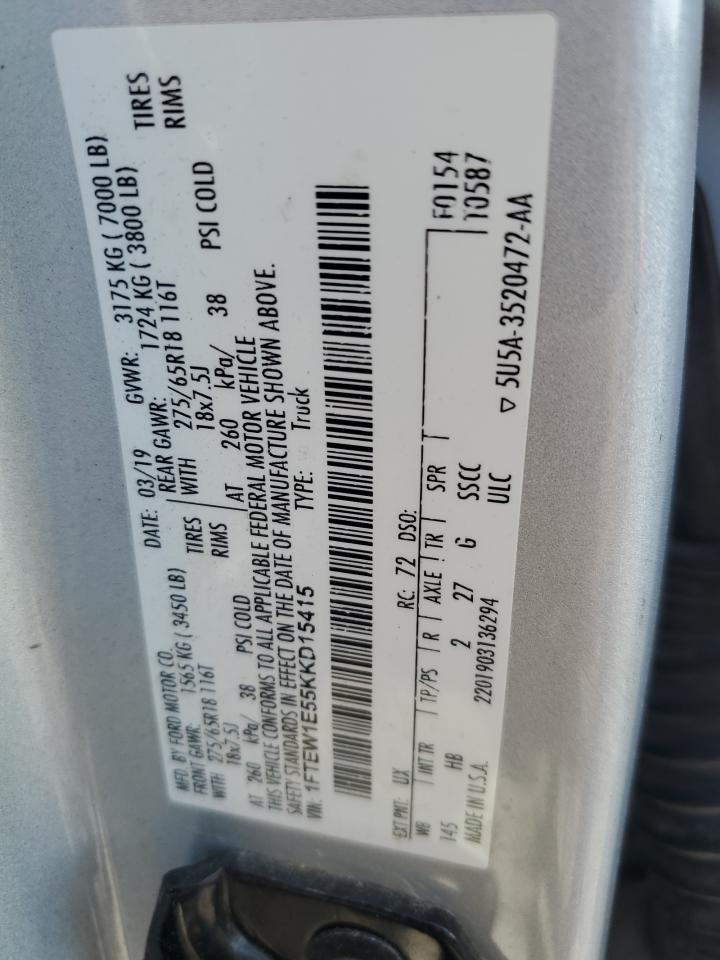 MFD. BY FORD MOTOR CO. DATE: 03/19 GVWR: 3175 KG ( 7000 LB)
FRONT GAWR: 1565 KG ( 3450 LB) REAR GAWR: 1724 KG ( 3800 LB)
WITH 275/65R18 116T TIRES WITH 275/65R18 116T TIRES
18x7.5J RIMS 18x7.5J RIMS
AT 260 kPa/ 38 PSI COLD AT 260 kPa/ 38 PSI COLD
THIS VEHICLE CONFORMS TO ALL APPLICABLE FEDERAL MOTOR VEHICLE
SAFETY STANDARDS IN EFFECT ON THE DATE OF MANUFACTURE SHOWN ABOVE.
VIN: 1FTEW1E55KKD15415 TYPE: Truck
EXT PNT: UX RC: 72 DSO: F0154
WB INT TR TP/PS R AXLE TR SPR T0587
145 HB 2 27 G SSCC
MADE IN U.S.A. 2201903136294 ULC ▽ 5U5A-3520472-AA